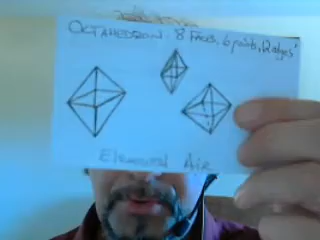 OCTAHEDRON: 8 Faces, 6 points, 12 edges
Elemental Air